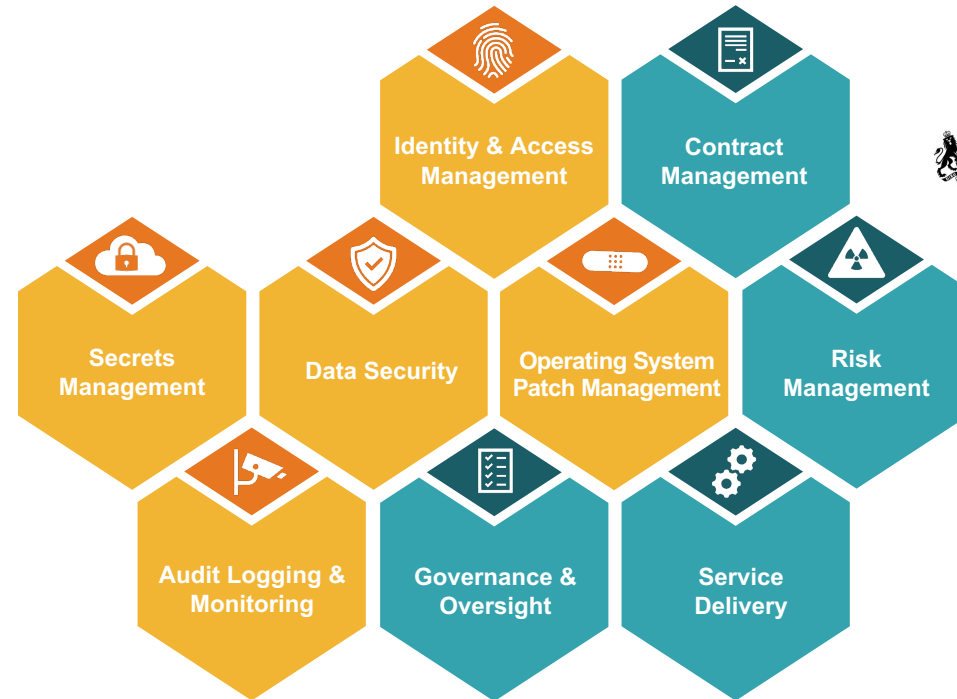 Identity & Access
Management
Contract
Management
Secrets
Management
Data Security
Operating System
Patch Management
Risk
Management
Audit Logging &
Monitoring
Governance &
Oversight
Service
Delivery